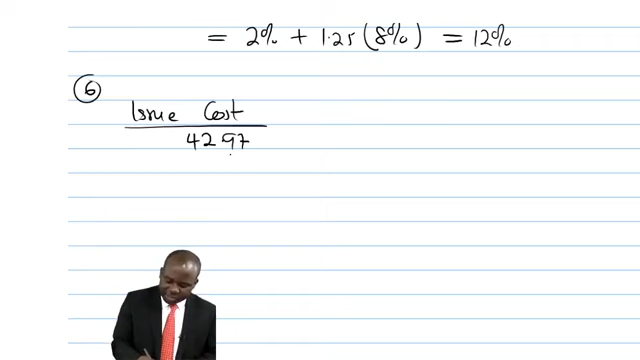 = 2% + 1.25 (8%) = 12%
6
Issue Cost
4297